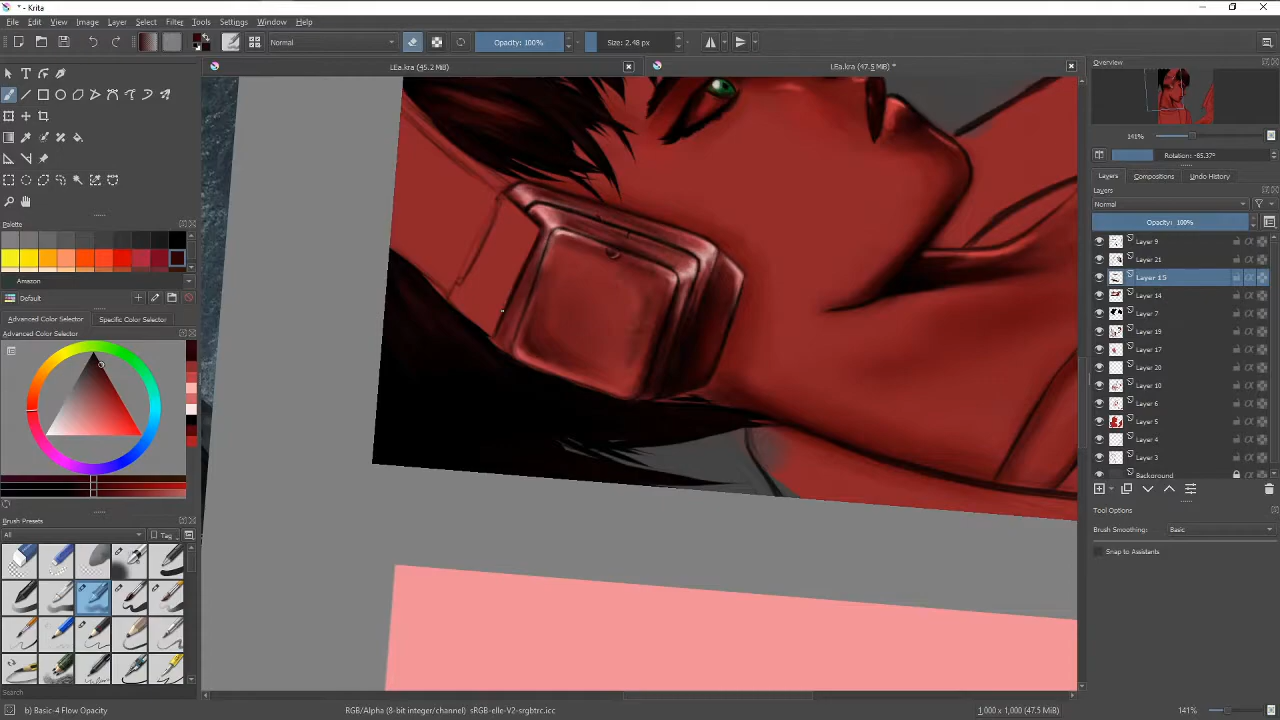 * - Krita
File Edit View Image Layer Select Filter Tools Settings Window Help
Normal Opacity: 100% Size: 2.48 px
LEa.kra (45.2 MiB) LEa.kra (47.5 MiB) *
Overview
141%
Rotation: -85.37°
Layers Compositions Undo History
Layers
Normal
Opacity: 100%
Layer 9
Layer 21
Layer 15
Layer 14
Layer 7
Layer 19
Layer 17
Layer 20
Layer 10
Layer 6
Layer 5
Layer 4
Layer 3
Background
Tool Options
Brush Smoothing: Basic
Snap to Assistants
Palette
Amazon
Default
Advanced Color Selector Specific Color Selector
Advanced Color Selector
Brush Presets
All Tag
Search
b) Basic-4 Flow Opacity RGB/Alpha (8-bit integer/channel) sRGB-elle-V2-srgbtrc.icc 1,000 x 1,000 (47.5 MiB) 141%